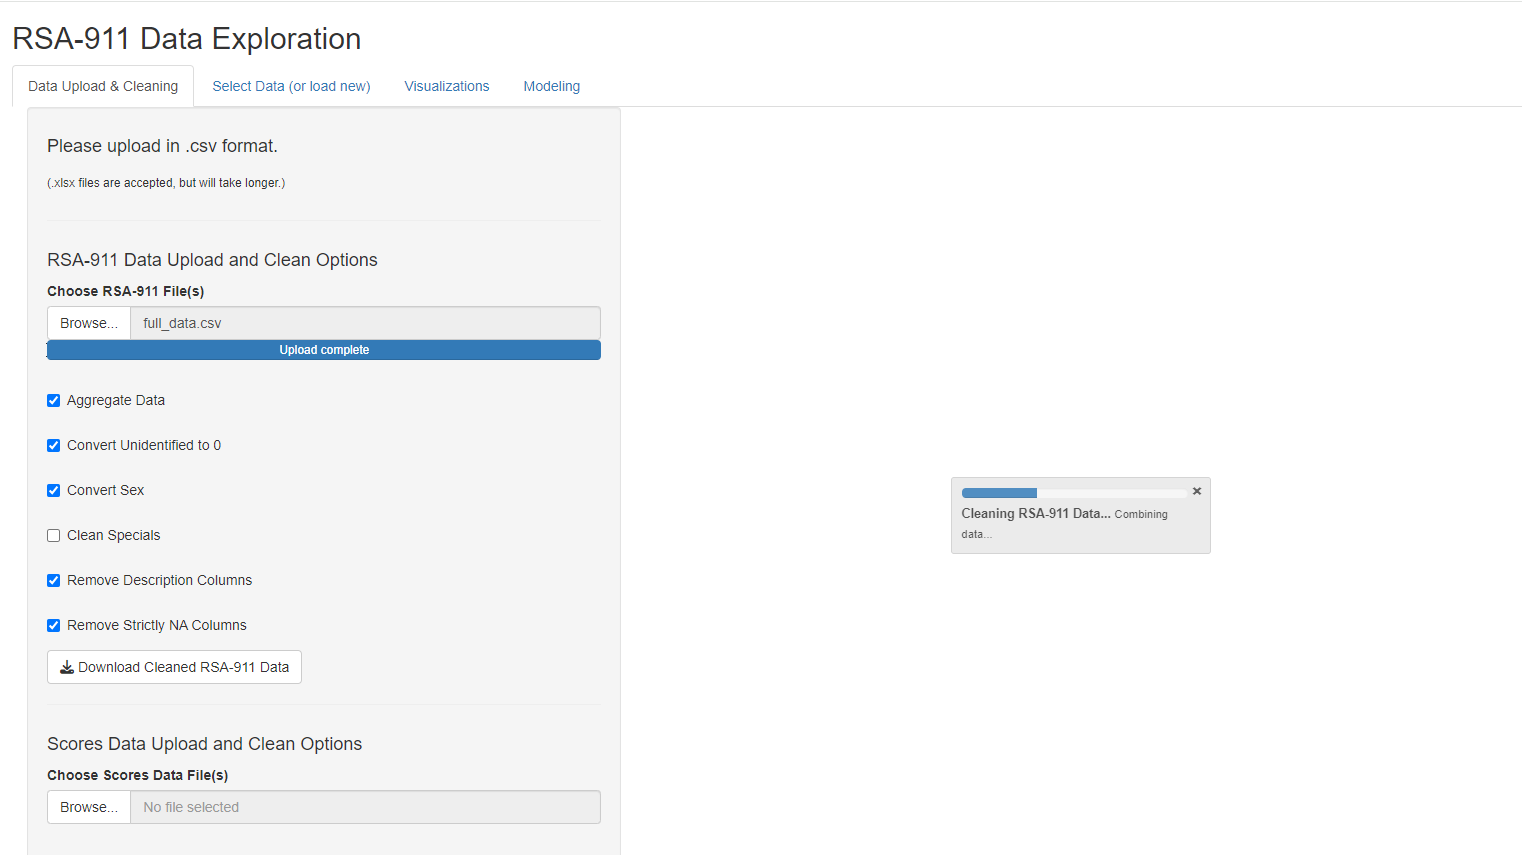 RSA-911 Data Exploration
Data Upload & Cleaning
Select Data (or load new)
Visualizations
Modeling
Please upload in .csv format.
(.xlsx files are accepted, but will take longer.)
RSA-911 Data Upload and Clean Options
Choose RSA-911 File(s)
Browse... full_data.csv
Upload complete
Aggregate Data
Convert Unidentified to 0
Convert Sex
Clean Specials
Remove Description Columns
Remove Strictly NA Columns
Download Cleaned RSA-911 Data
Scores Data Upload and Clean Options
Choose Scores Data File(s)
Browse... No file selected
Cleaning RSA-911 Data... Combining
data...